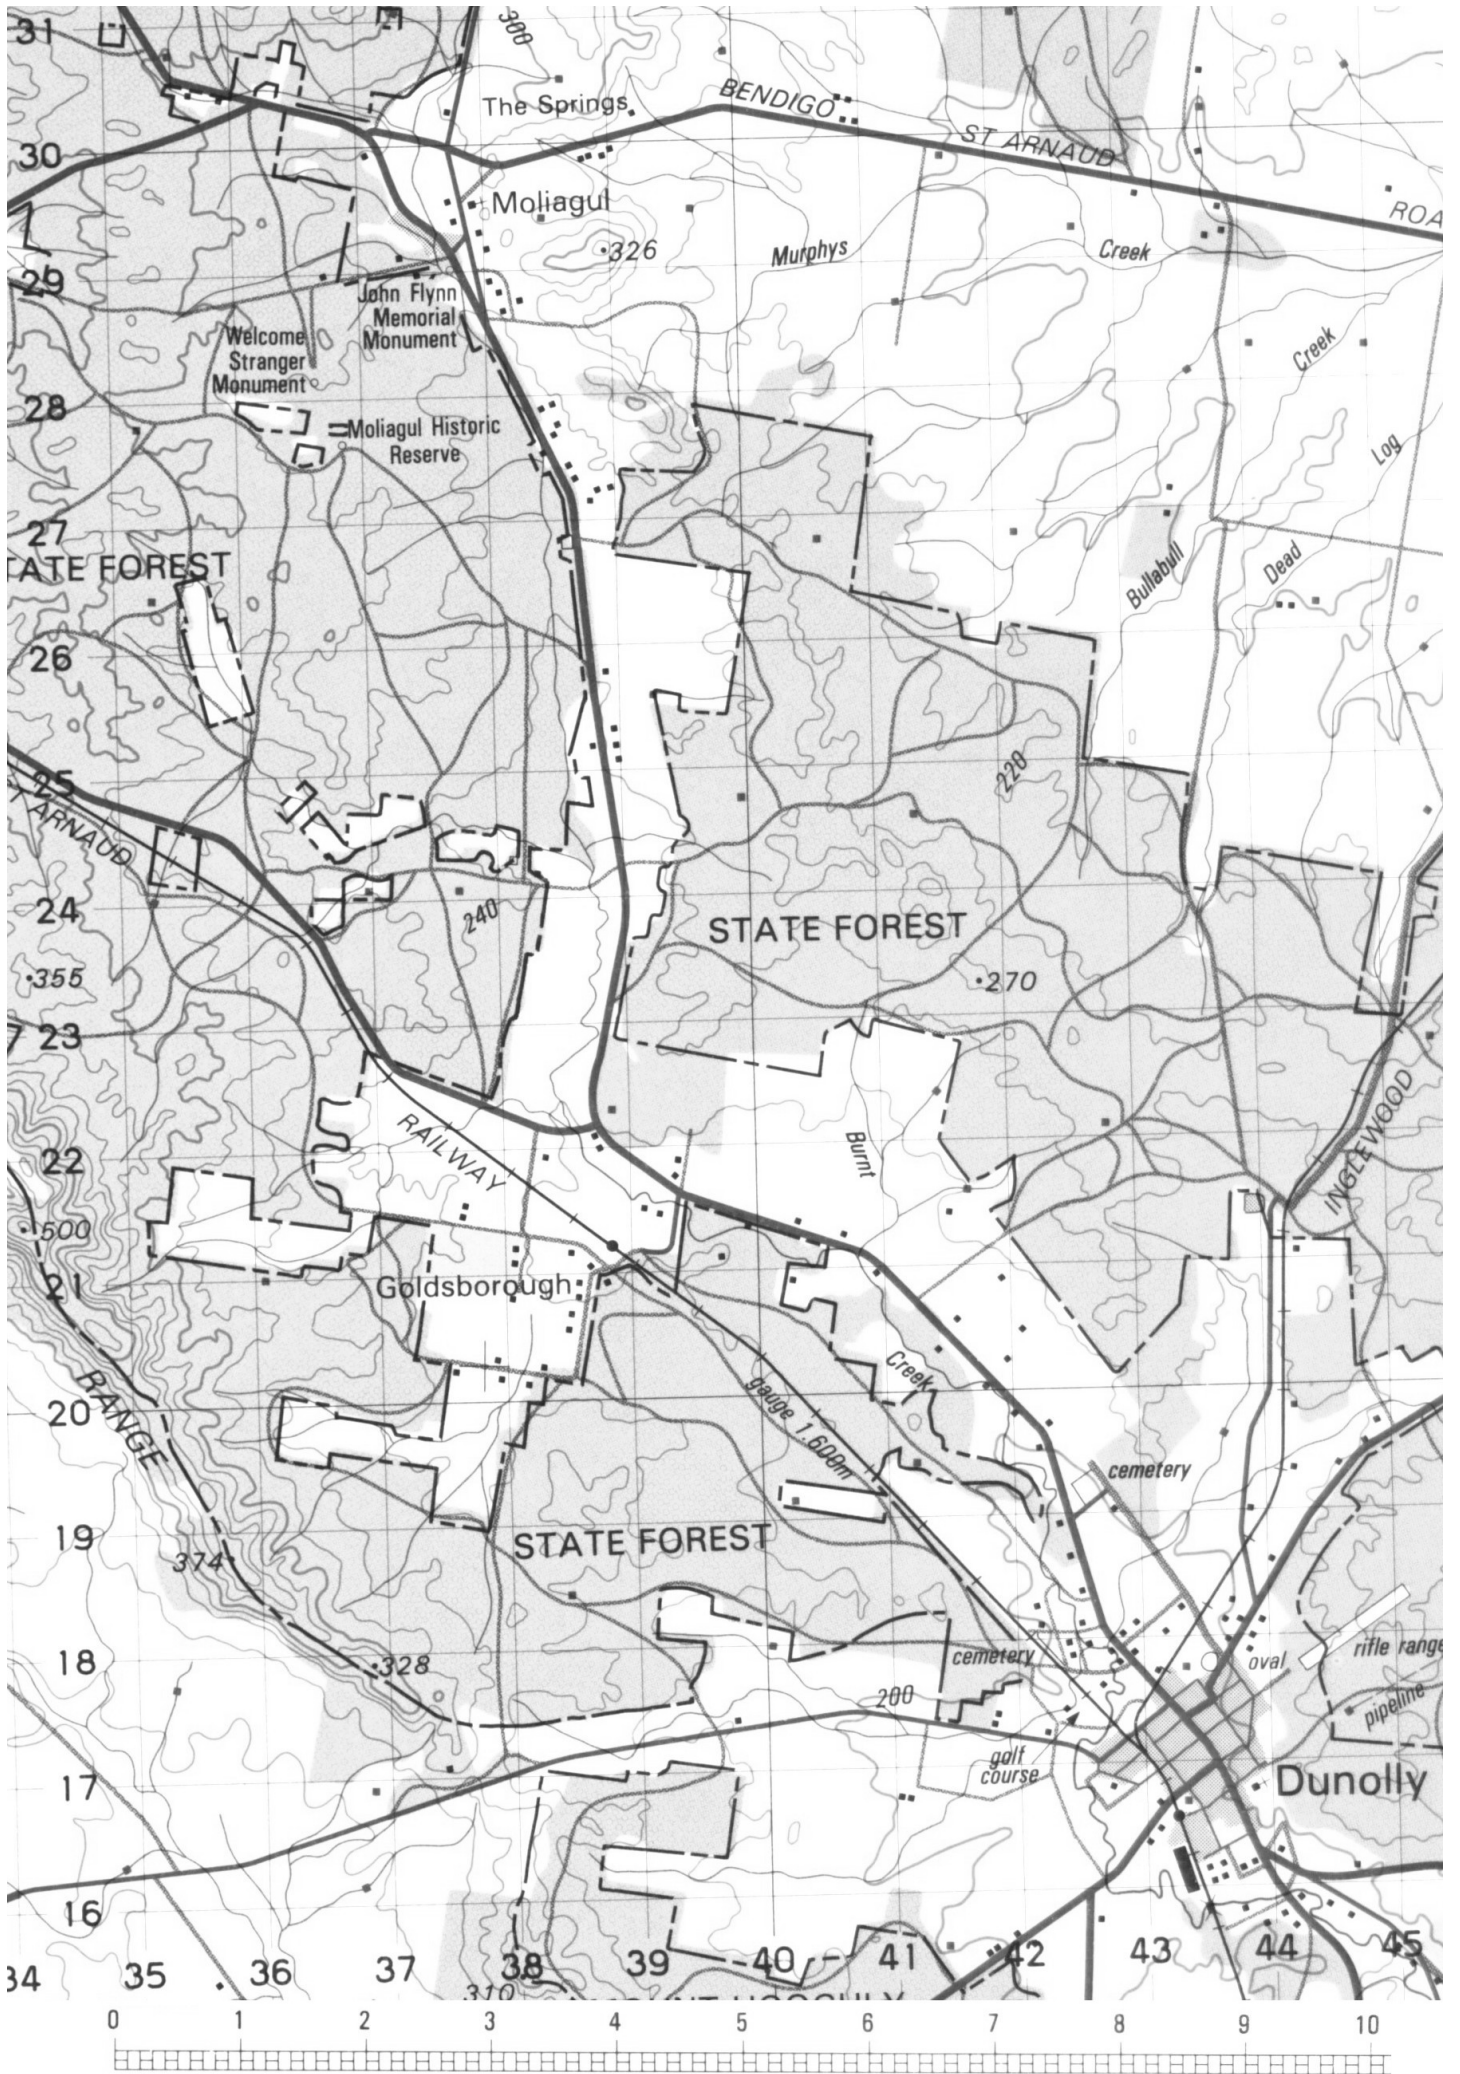 31
300
The Springs
BENDIGO
ST ARNAUD
ROA
30
Moliagul
326
Murphys
Creek
29
John Flynn
Memorial
Monument
Welcome
Stranger
Monument
Creek
28
Moliagul Historic
Reserve
Log
27
TATE FOREST
Bullabull
Dead
26
220
25
T ARNAUD
24
240
STATE FOREST
355
270
7
23
RAILWAY
Burnt
INGLEWOOD
22
500
21
Goldsborough
Creek
RANGE
20
gauge 1.600m
cemetery
19
STATE FOREST
374
18
328
cemetery
oval
rifle range
200
pipeline
golf
course
17
Dunolly
16
34
35
36
37
38
39
40
41
42
43
44
45
310
0 1 2 3 4 5 6 7 8 9 10